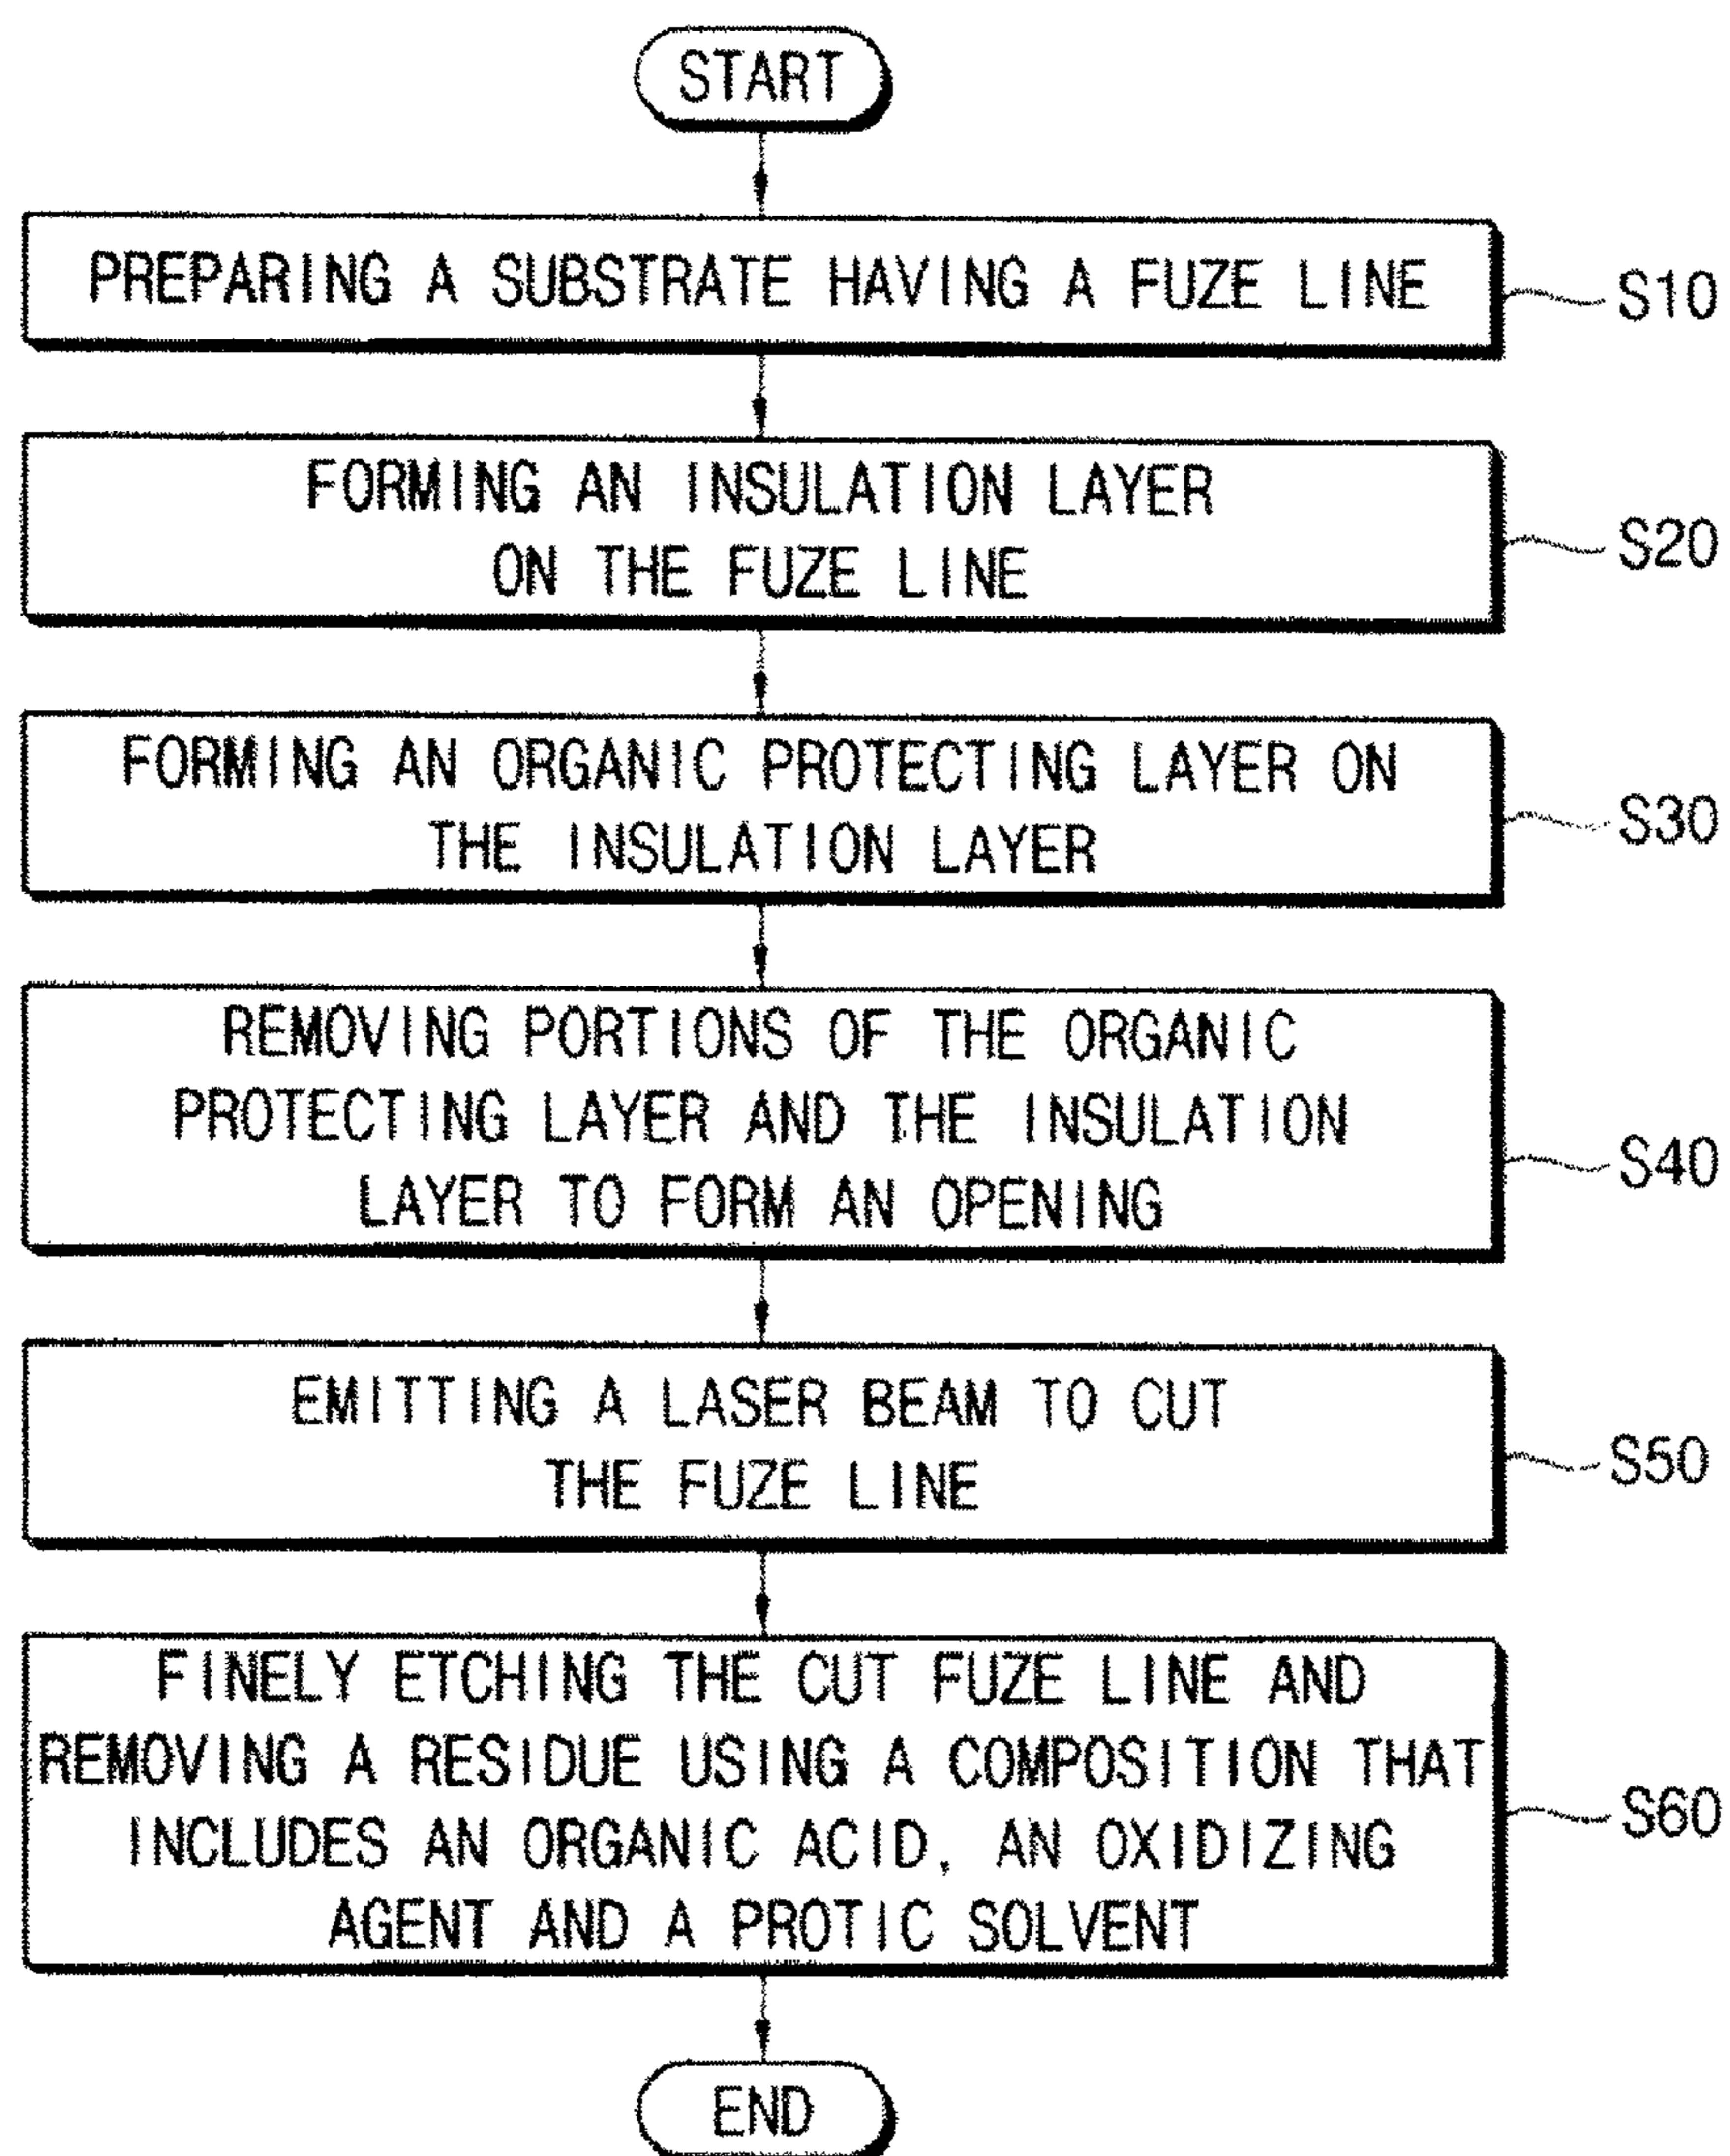 START
PREPARING A SUBSTRATE HAVING A FUZE LINE
S10
FORMING AN INSULATION LAYER
ON THE FUZE LINE
S20
FORMING AN ORGANIC PROTECTING LAYER ON
THE INSULATION LAYER
S30
REMOVING PORTIONS OF THE ORGANIC
PROTECTING LAYER AND THE INSULATION
LAYER TO FORM AN OPENING
S40
EMITTING A LASER BEAM TO CUT
THE FUZE LINE
S50
FINELY ETCHING THE CUT FUZE LINE AND
REMOVING A RESIDUE USING A COMPOSITION THAT
INCLUDES AN ORGANIC ACID, AN OXIDIZING
AGENT AND A PROTIC SOLVENT
S60
END